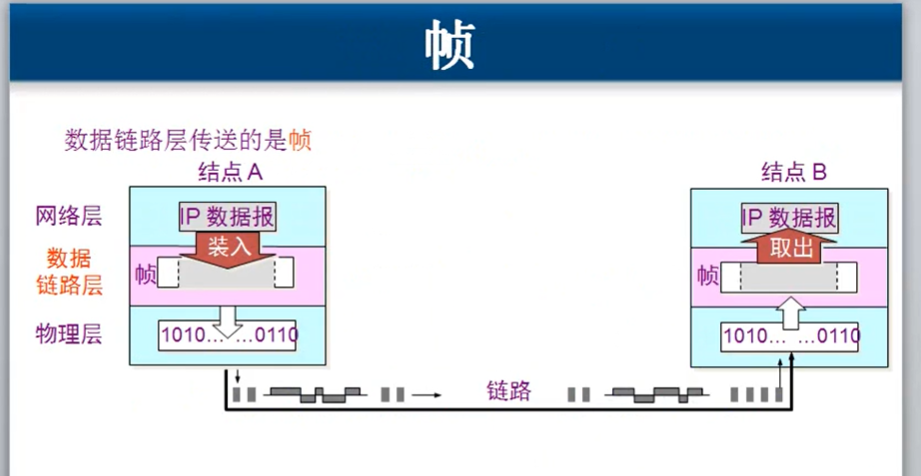 帧
数据链路层传送的是帧
结点 A
结点 B
网络层
IP 数据报
IP 数据报
装入
取出
数据
链路层
帧
帧
物理层
1010… …0110
1010… …0110
链路